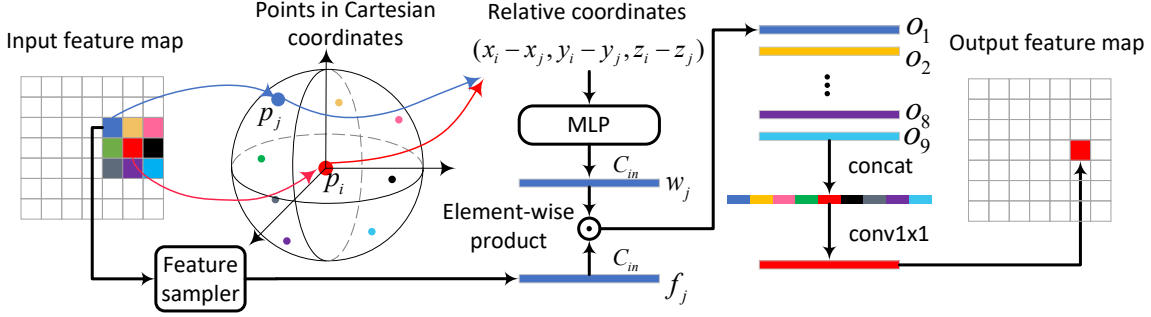 Input feature map
Points in Cartesian
coordinates
p_j
p_i
Feature
sampler
Relative coordinates
(x_i − x_j, y_i − y_j, z_i − z_j)
MLP
C_in
w_j
Element-wise
product
C_in
f_j
o_1
o_2
o_8
o_9
concat
conv1x1
Output feature map